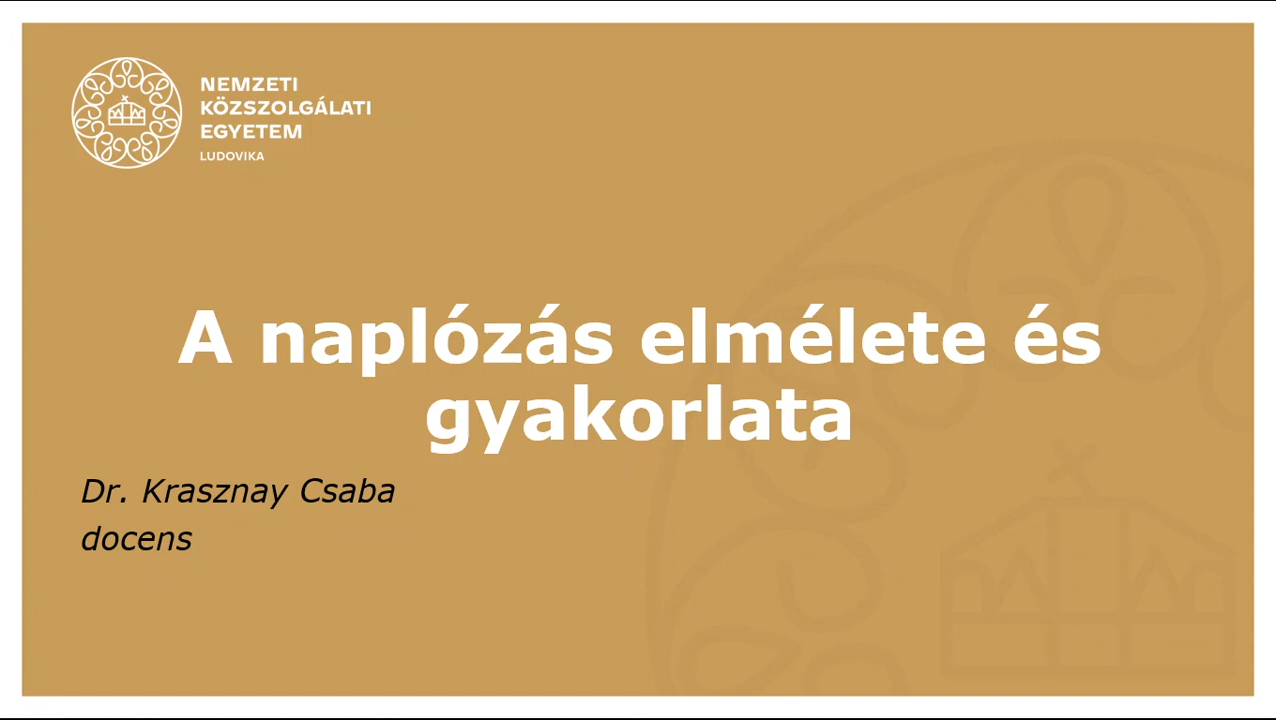 NEMZETI
KÖZSZOLGÁLATI
EGYETEM
LUDOVIKA
A naplózás elmélete és
gyakorlata
Dr. Krasznay Csaba
docens